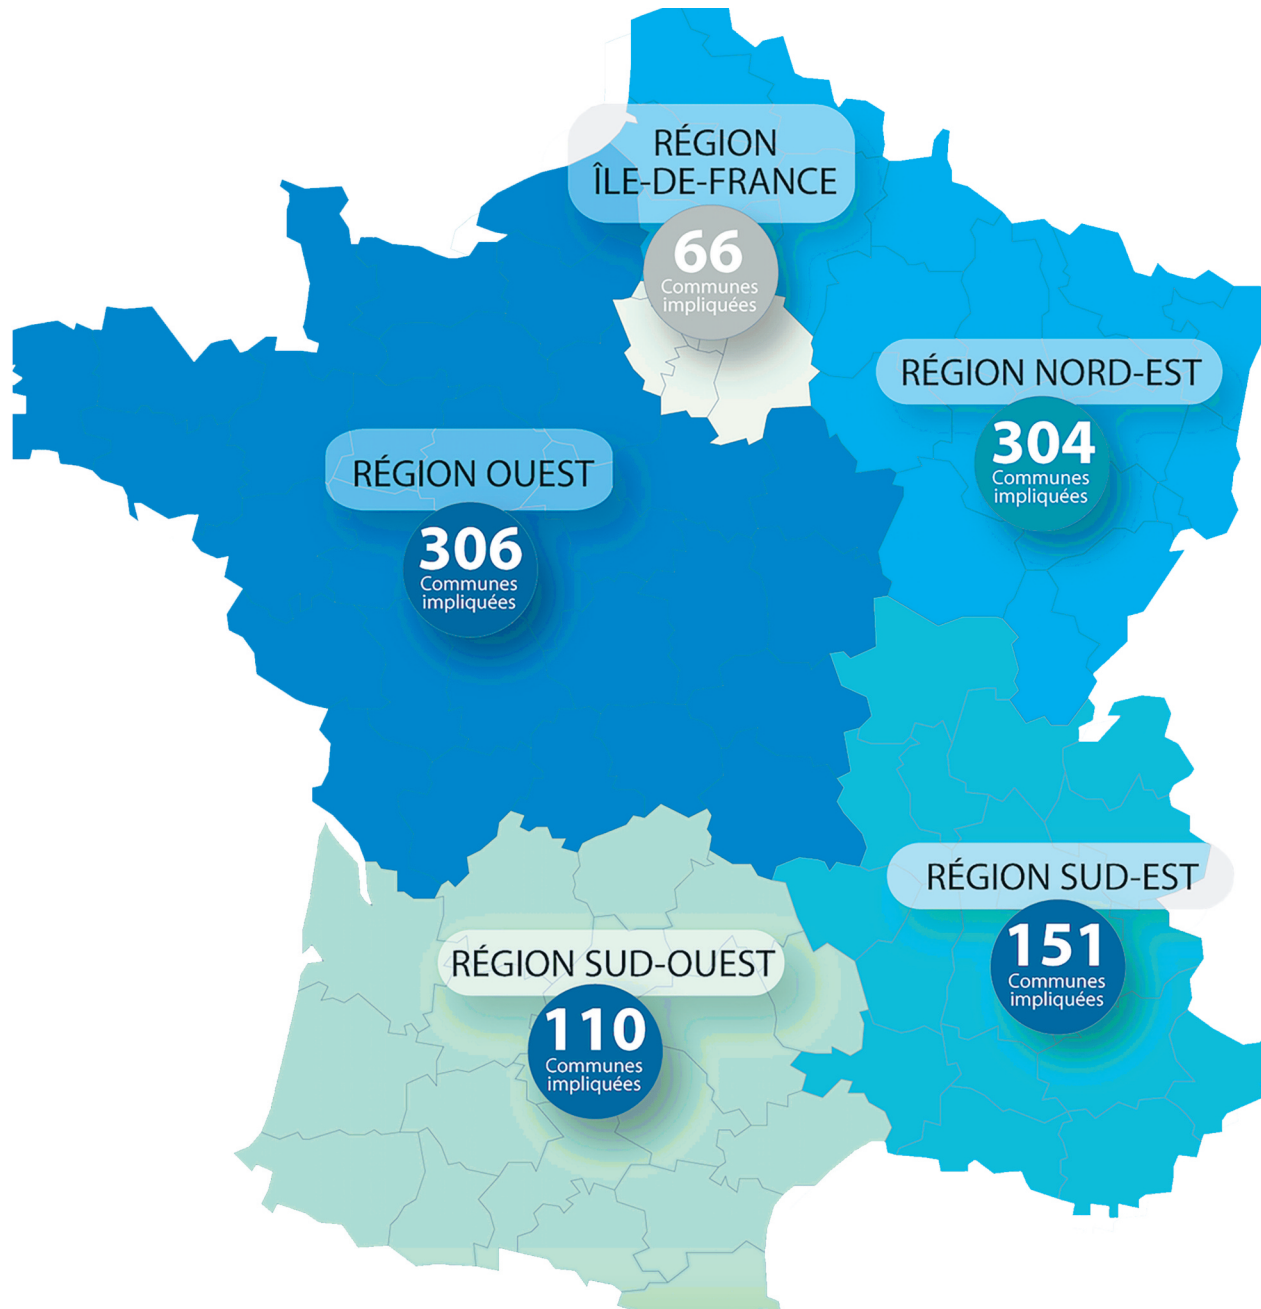 RÉGION
ÎLE-DE-FRANCE
66
Communes
impliquées
RÉGION NORD-EST
304
Communes
impliquées
RÉGION OUEST
306
Communes
impliquées
RÉGION SUD-EST
151
Communes
impliquées
RÉGION SUD-OUEST
110
Communes
impliquées